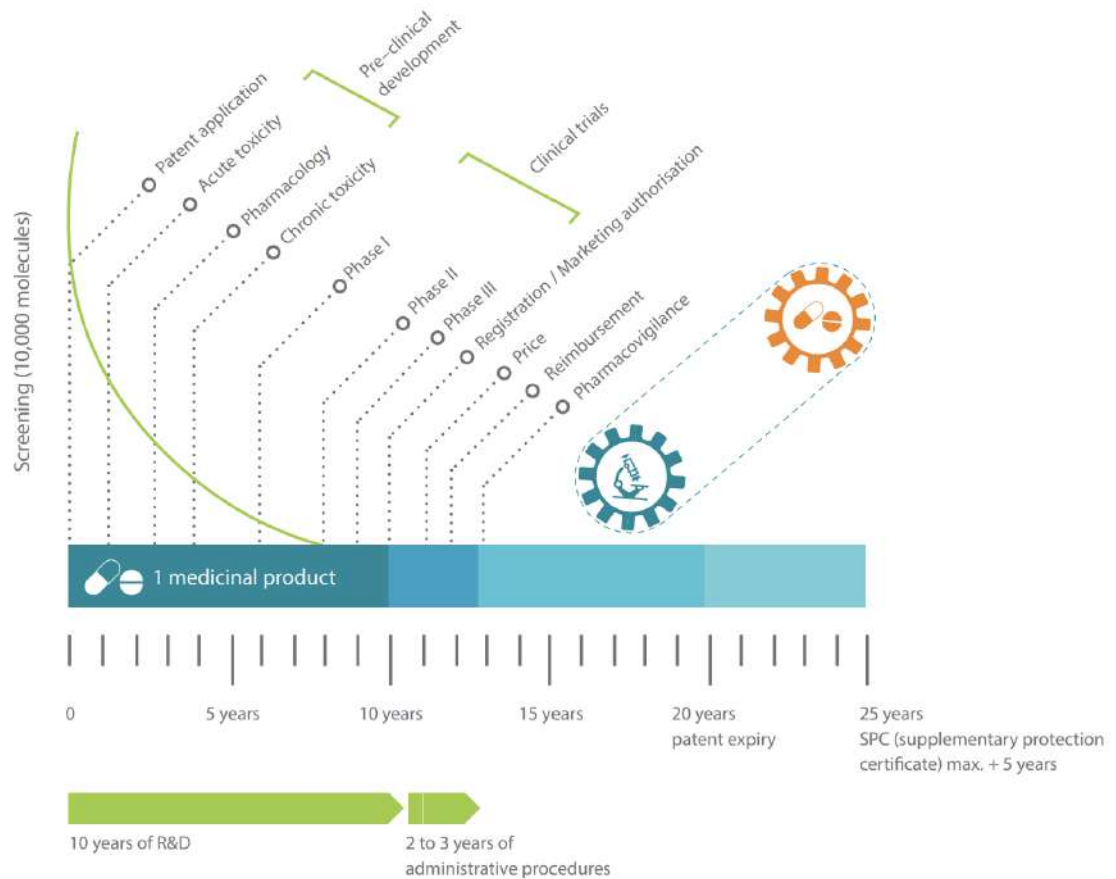 Screening (10,000 molecules)
Patent application
Acute toxicity
Pharmacology
Chronic toxicity
Pre–clinical
development
Phase I
Phase II
Phase III
Clinical trials
Registration / Marketing authorisation
Price
Reimbursement
Pharmacovigilance
1 medicinal product
0
5 years
10 years
15 years
20 years
patent expiry
25 years
SPC (supplementary protection
certificate) max. + 5 years
10 years of R&D
2 to 3 years of
administrative procedures